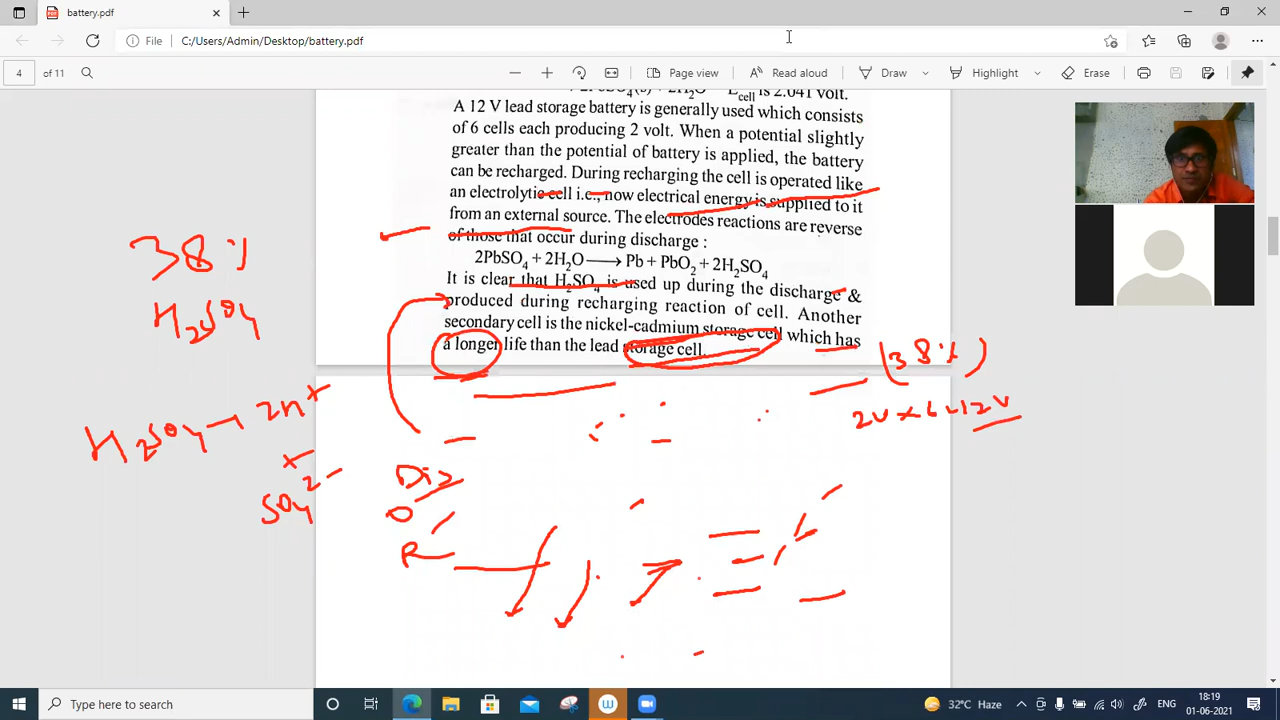 battery.pdf
File C:/Users/Admin/Desktop/battery.pdf
4 of 11 Page view Read aloud Draw Highlight Erase
+ 2PbSO4(s) + 2H2O Ecell is 2.041 volt.
A 12 V lead storage battery is generally used which consists
of 6 cells each producing 2 volt. When a potential slightly
greater than the potential of battery is applied, the battery
can be recharged. During recharging the cell is operated like
an electrolytic cell i.e., now electrical energy is supplied to it
from an external source. The electrodes reactions are reverse
of those that occur during discharge :
2PbSO4 + 2H2O ⟶ Pb + PbO2 + 2H2SO4
It is clear that H2SO4 is used up during the discharge &
produced during recharging reaction of cell. Another
secondary cell is the nickel-cadmium storage cell which has
a longer life than the lead storage cell.
38%
H2SO4
(38%)
2V x 6 = 12V
H2SO4 → 2H+
+
SO4 2-
Dis
O
R
Type here to search
W
32°C Haze
ENG
18:19
01-06-2021